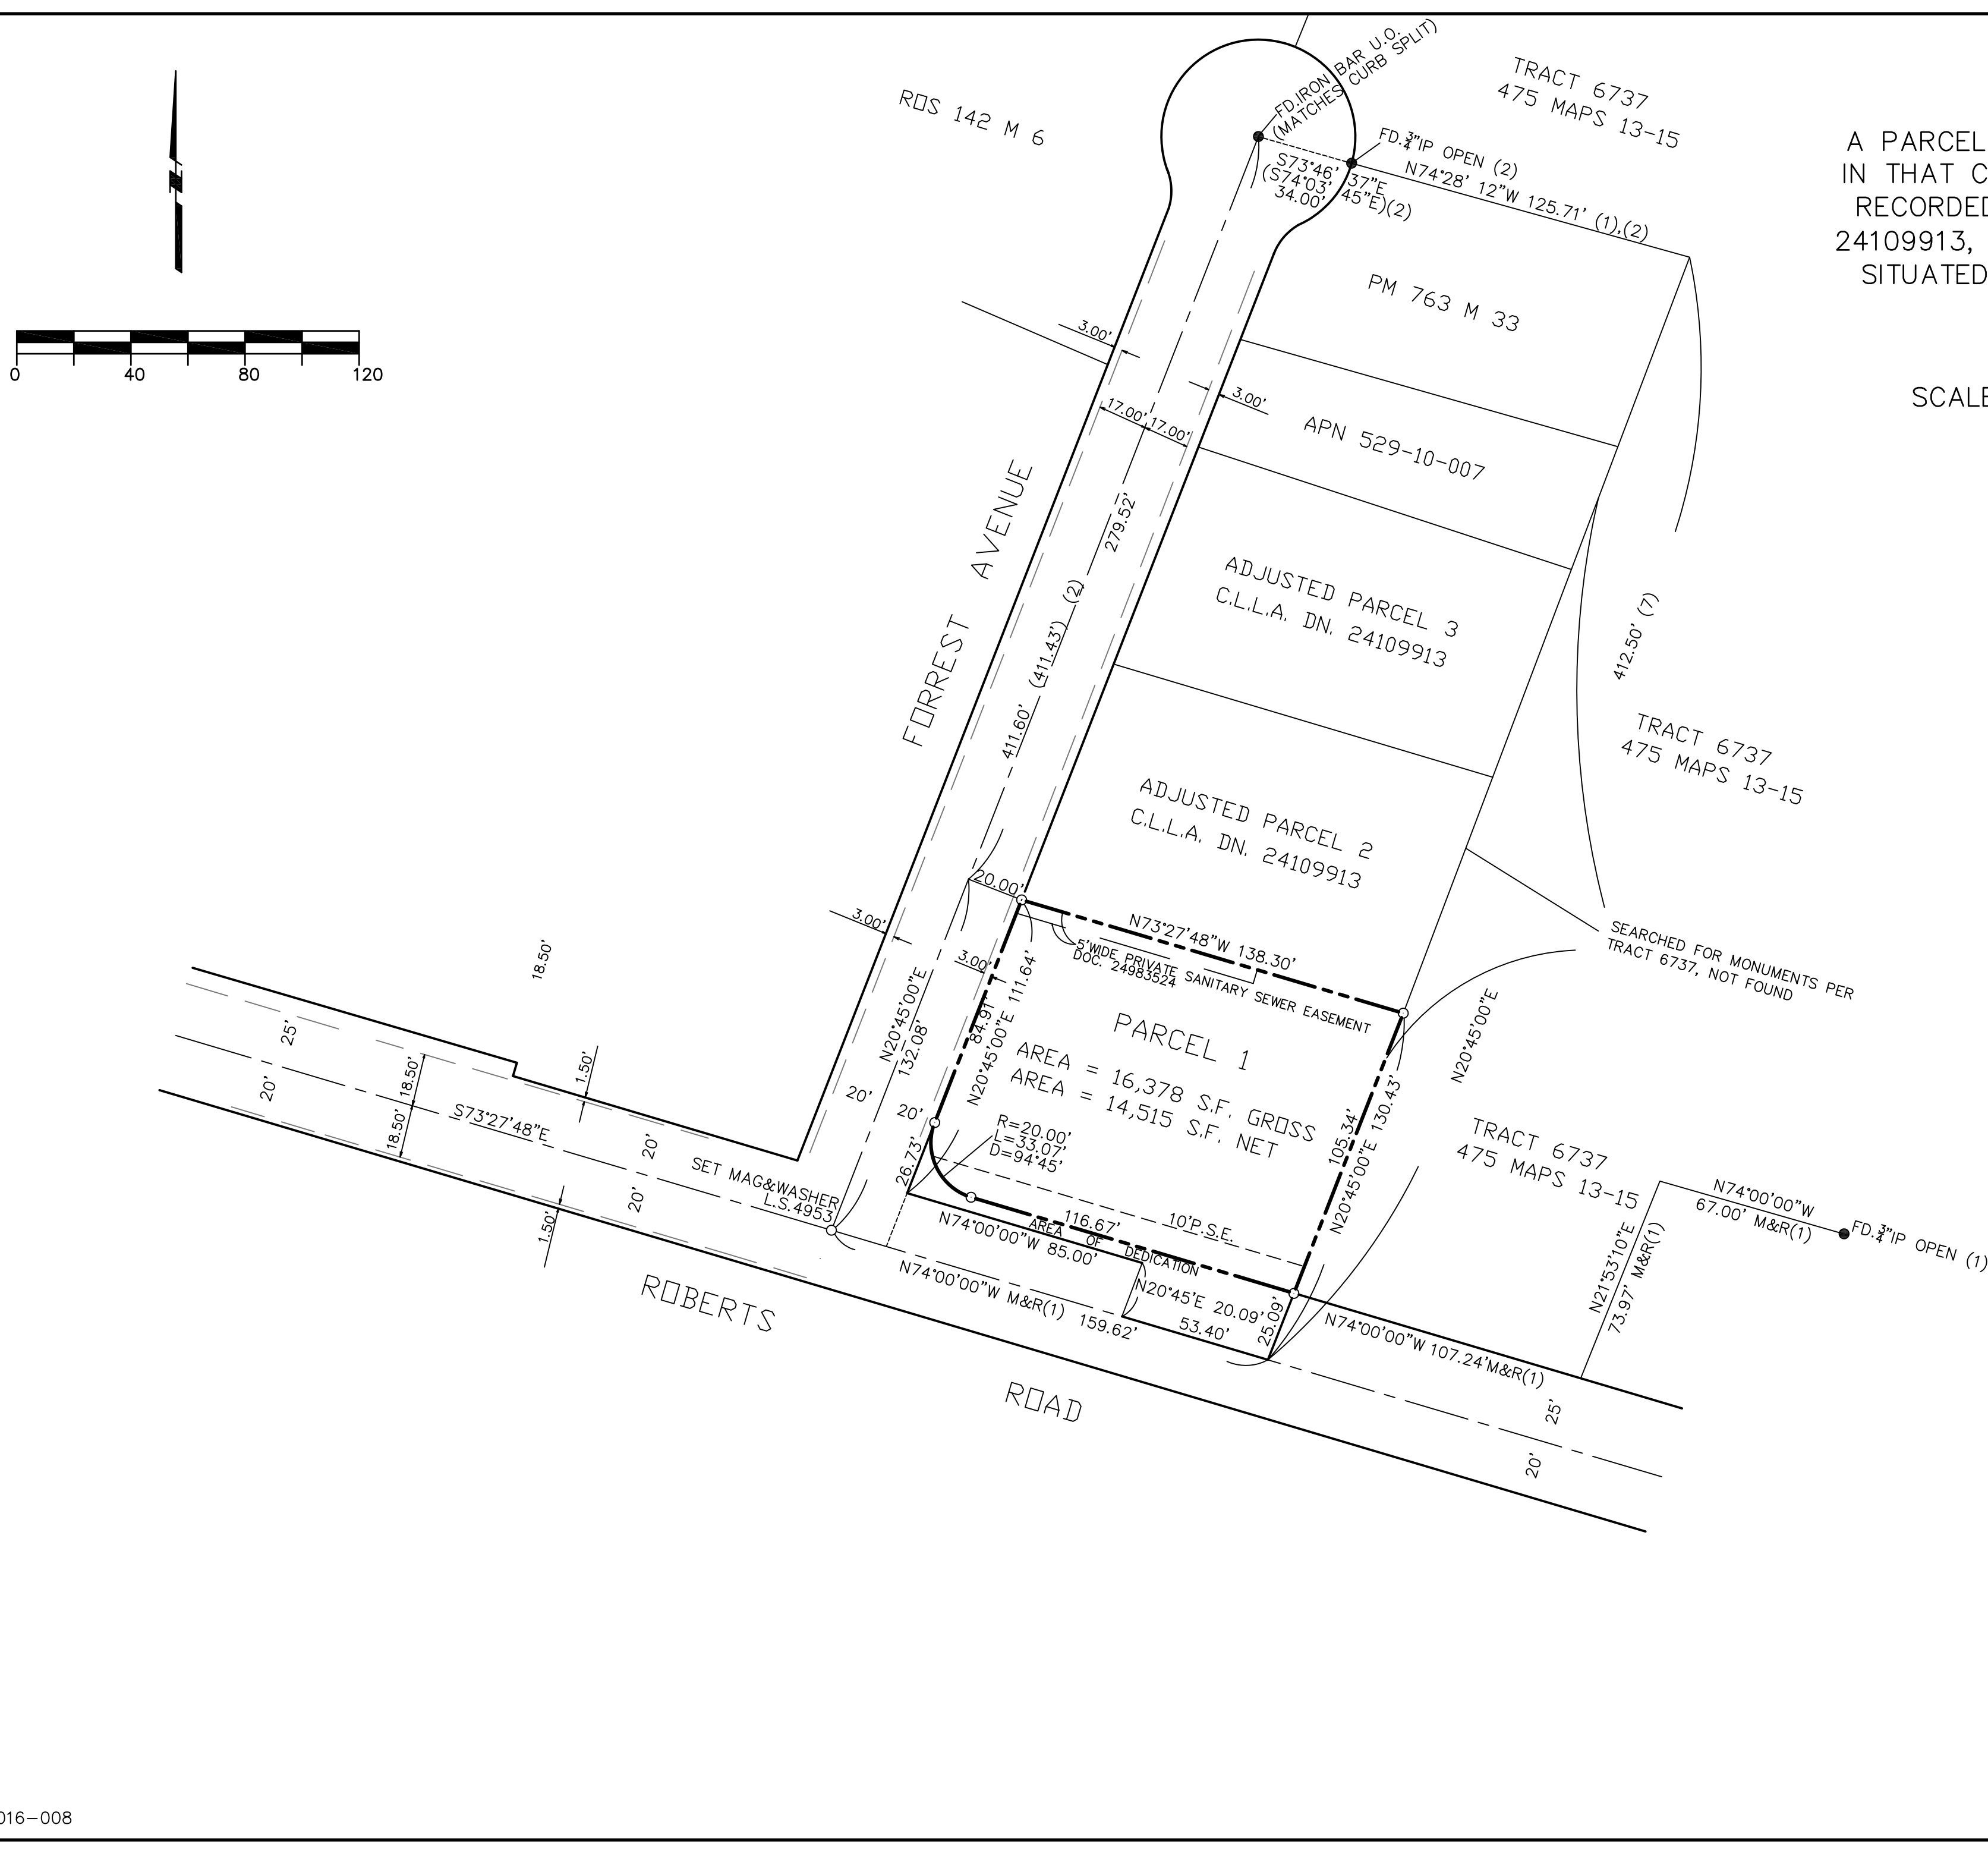 FD.IRON BAR U.O.
(MATCHES CURB SPLIT)
TRACT 6737
475 MAPS 13-15
ROS 142 M 6
FD.3/4"IP OPEN (2)
N74°28' 12"W 125.71' (1),(2)
S73°46' 37"E
(S74°03' 45"E)(2)
34.00'
A PARCEL
IN THAT C
RECORDED
24109913,
SITUATED
SCALE
0 40 80 120
PM 763 M 33
3.00'
3.00'
17.00' 17.00'
APN 529-10-007
FORREST AVENUE
279.52'
411.60' (411.43') (2)
ADJUSTED PARCEL 3
C.L.L.A. DN. 24109913
412.50' (7)
TRACT 6737
475 MAPS 13-15
ADJUSTED PARCEL 2
C.L.L.A. DN. 24109913
20.00'
3.00'
3.00'
N73°27'48"W 138.30'
5'WIDE PRIVATE SANITARY SEWER EASEMENT
DOC. 24983524
SEARCHED FOR MONUMENTS PER
TRACT 6737, NOT FOUND
18.50'
N20°45'00"E
132.08'
84.91'
N20°45'00"E 111.64'
N20°45'00"E
PARCEL 1
AREA = 16,378 S.F. GROSS
AREA = 14,515 S.F. NET
25'
20'
18.50'
18.50'
1.50'
S73°27'48"E
20'
20'
1.50'
20'
20'
R=20.00'
L=33.07'
D=94°45'
26.73'
105.34'
N20°45'00"E 130.43'
SET MAG&WASHER
L.S.4953
TRACT 6737
475 MAPS 13-15
N74°00'00"W
67.00' M&R(1)
FD.3/4"IP OPEN (1)
N21°53'10"E
73.97' M&R(1)
116.67'
10'P.S.E.
AREA OF DEDICATION
N74°00'00"W 85.00'
N20°45'E 20.09'
25.09'
53.40'
N74°00'00"W M&R(1) 159.62'
N74°00'00"W 107.24'M&R(1)
25'
20'
ROBERTS ROAD
016-008